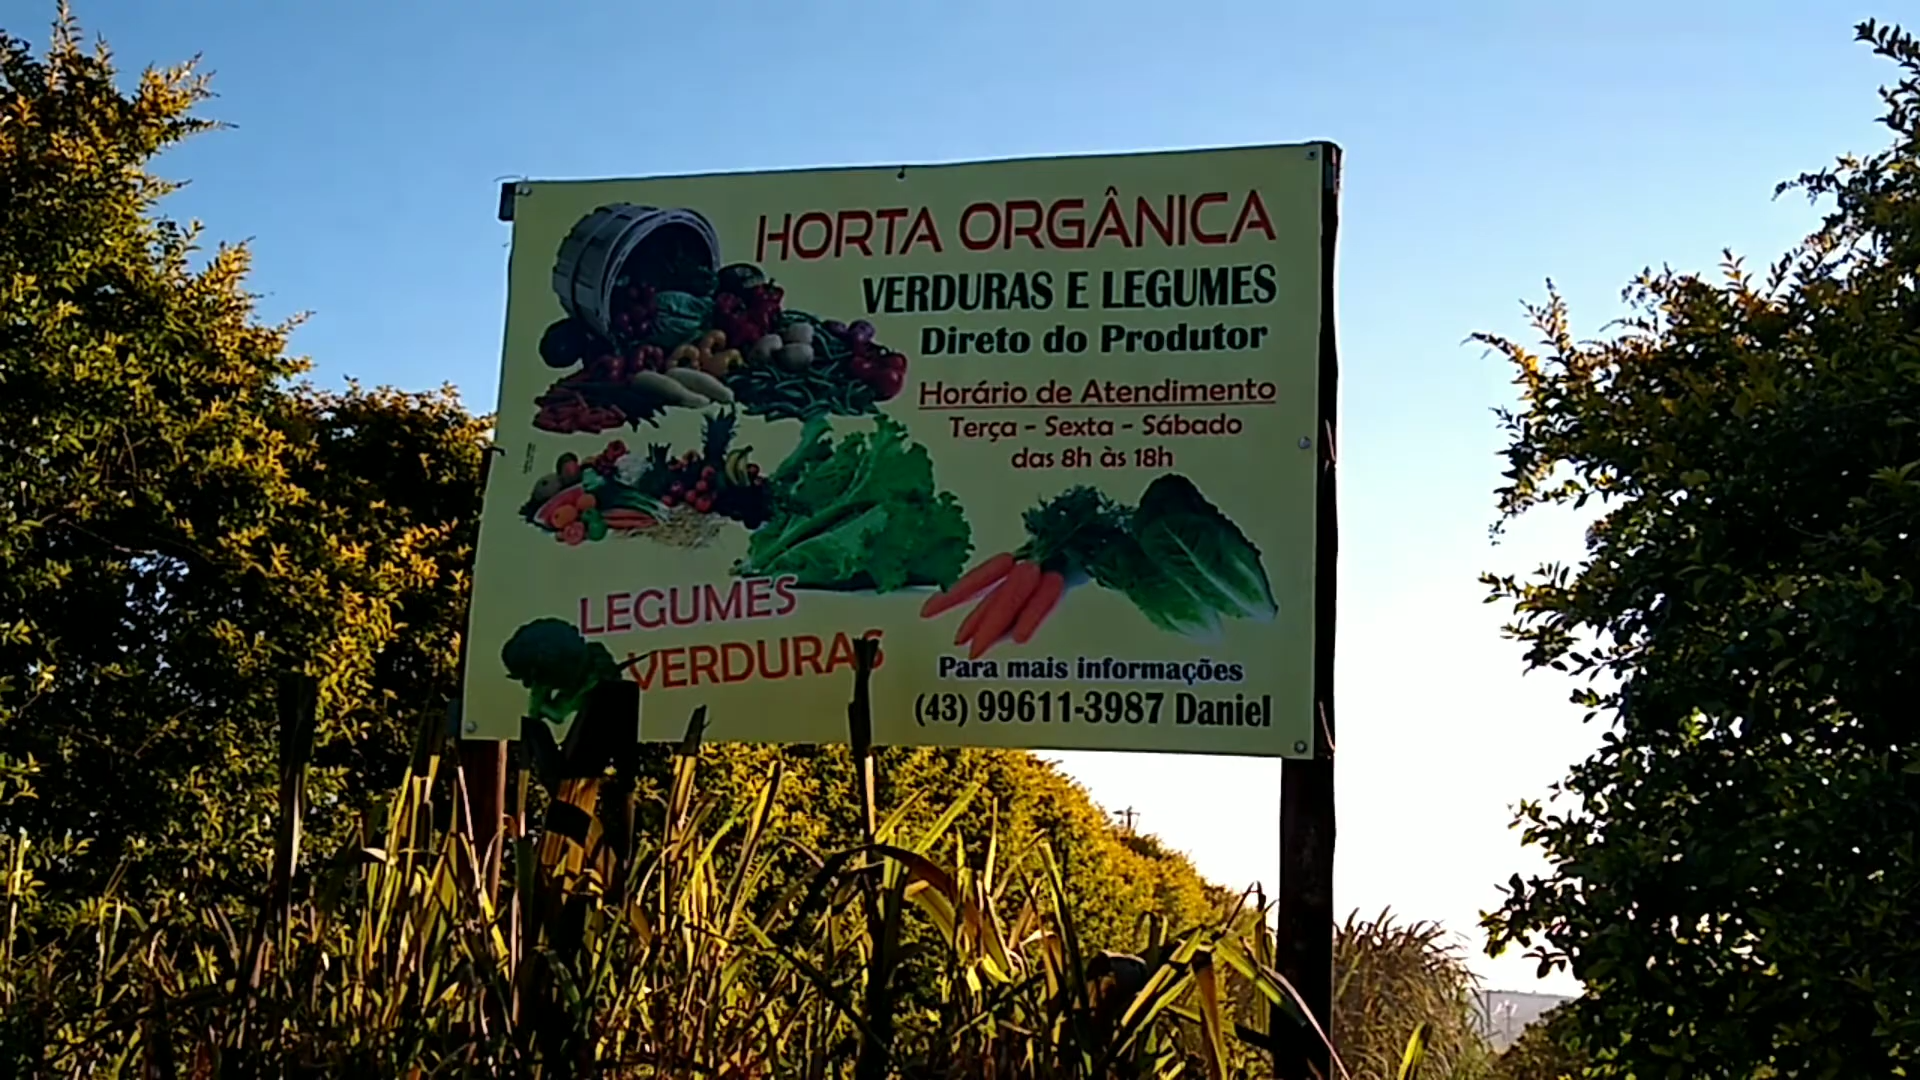 HORTA ORGÂNICA
VERDURAS E LEGUMES
Direto do Produtor
Horário de Atendimento
Terça - Sexta - Sábado
das 8h às 18h
LEGUMES
VERDURAS
Para mais informações
(43) 99611-3987 Daniel